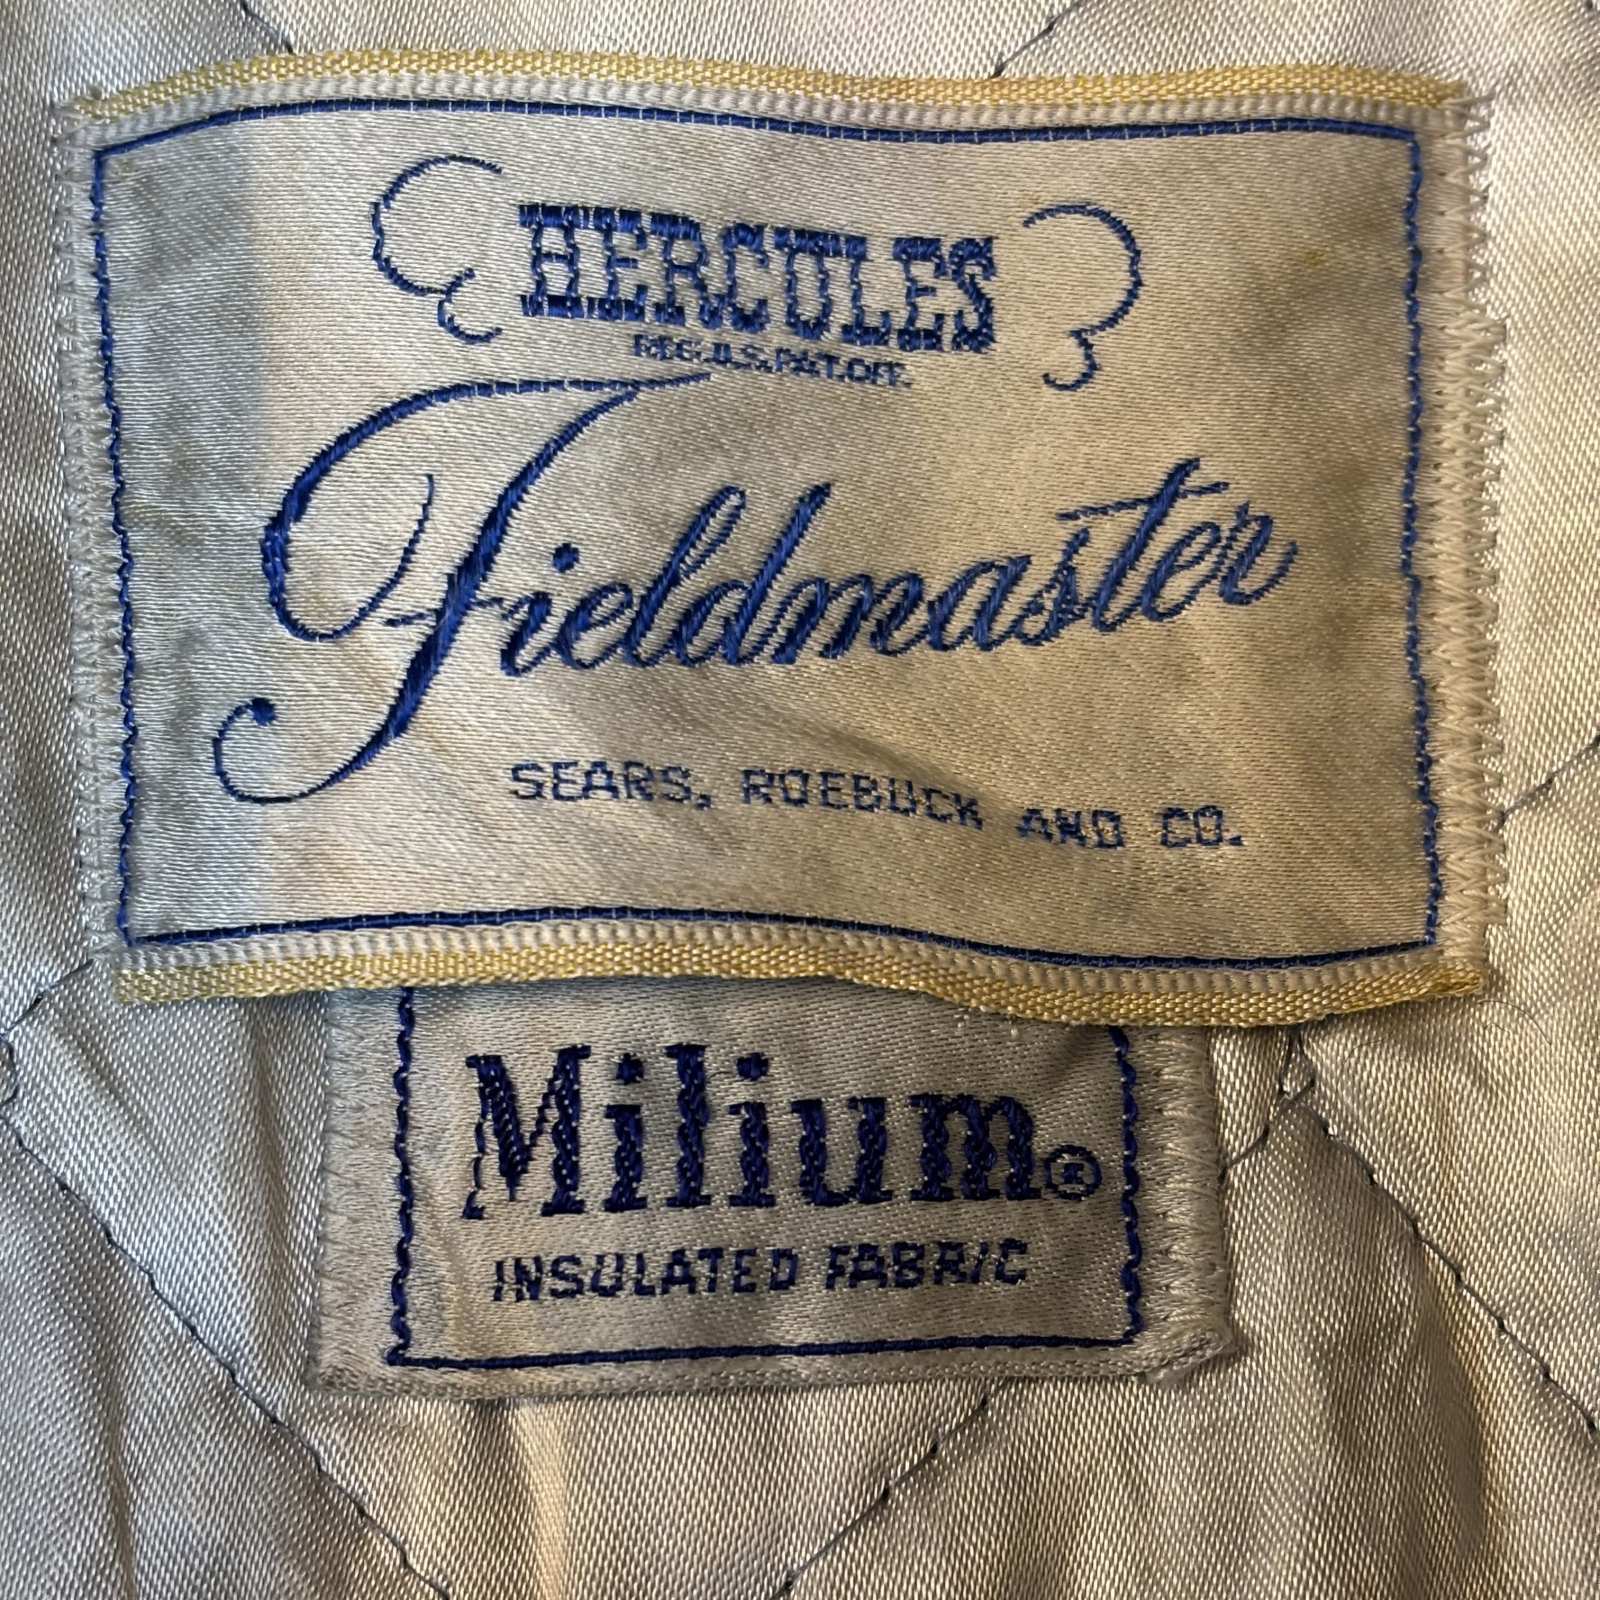 HERCULES
REG.U.S.PAT.OFF.
Fieldmaster
SEARS, ROEBUCK AND CO.
Milium®
INSULATED FABRIC